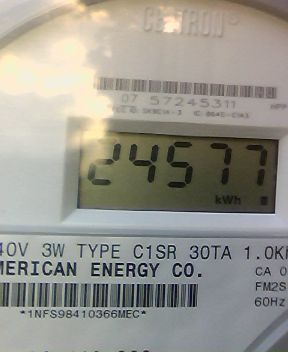 CENTRON®
07 57245311
24577
kWh
40V 3W TYPE C1SR 30TA 1.0K
MERICAN ENERGY CO.
CA 0
FM2S
60Hz
*1NFS98410366MEC*